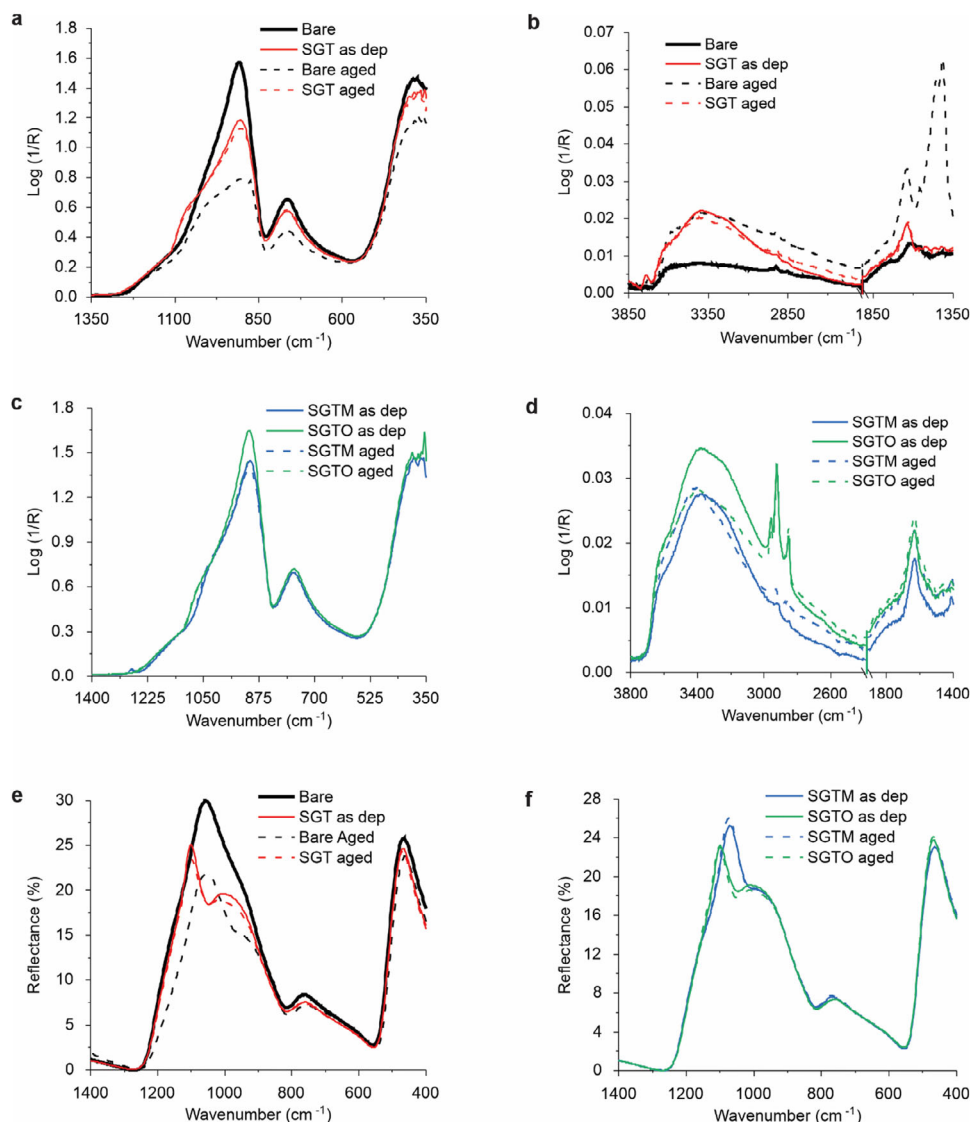 a
1.8
1.6
1.4
1.2
1.0
0.8
0.6
0.4
0.2
0.0
Log (1/R)
Bare
SGT as dep
Bare aged
SGT aged
1350 1100 850 600 350
Wavenumber (cm⁻¹)
b
0.07
0.06
0.05
0.04
0.03
0.02
0.01
0.00
Log (1/R)
Bare
SGT as dep
Bare aged
SGT aged
3850 3350 2850 1850 1350
Wavenumber (cm⁻¹)
c
1.8
1.5
1.2
0.9
0.6
0.3
0.0
Log (1/R)
SGTM as dep
SGTO as dep
SGTM aged
SGTO aged
1400 1225 1050 875 700 525 350
Wavenumber (cm⁻¹)
d
0.04
0.03
0.02
0.01
0.00
Log (1/R)
SGTM as dep
SGTO as dep
SGTM aged
SGTO aged
3800 3400 3000 2600 1800 1400
Wavenumber (cm⁻¹)
e
30
25
20
15
10
5
0
Reflectance (%)
Bare
SGT as dep
Bare Aged
SGT aged
1400 1200 1000 800 600 400
Wavenumber (cm⁻¹)
f
28
24
20
16
12
8
4
0
Reflectance (%)
SGTM as dep
SGTO as dep
SGTM aged
SGTO aged
1400 1200 1000 800 600 400
Wavenumber (cm⁻¹)